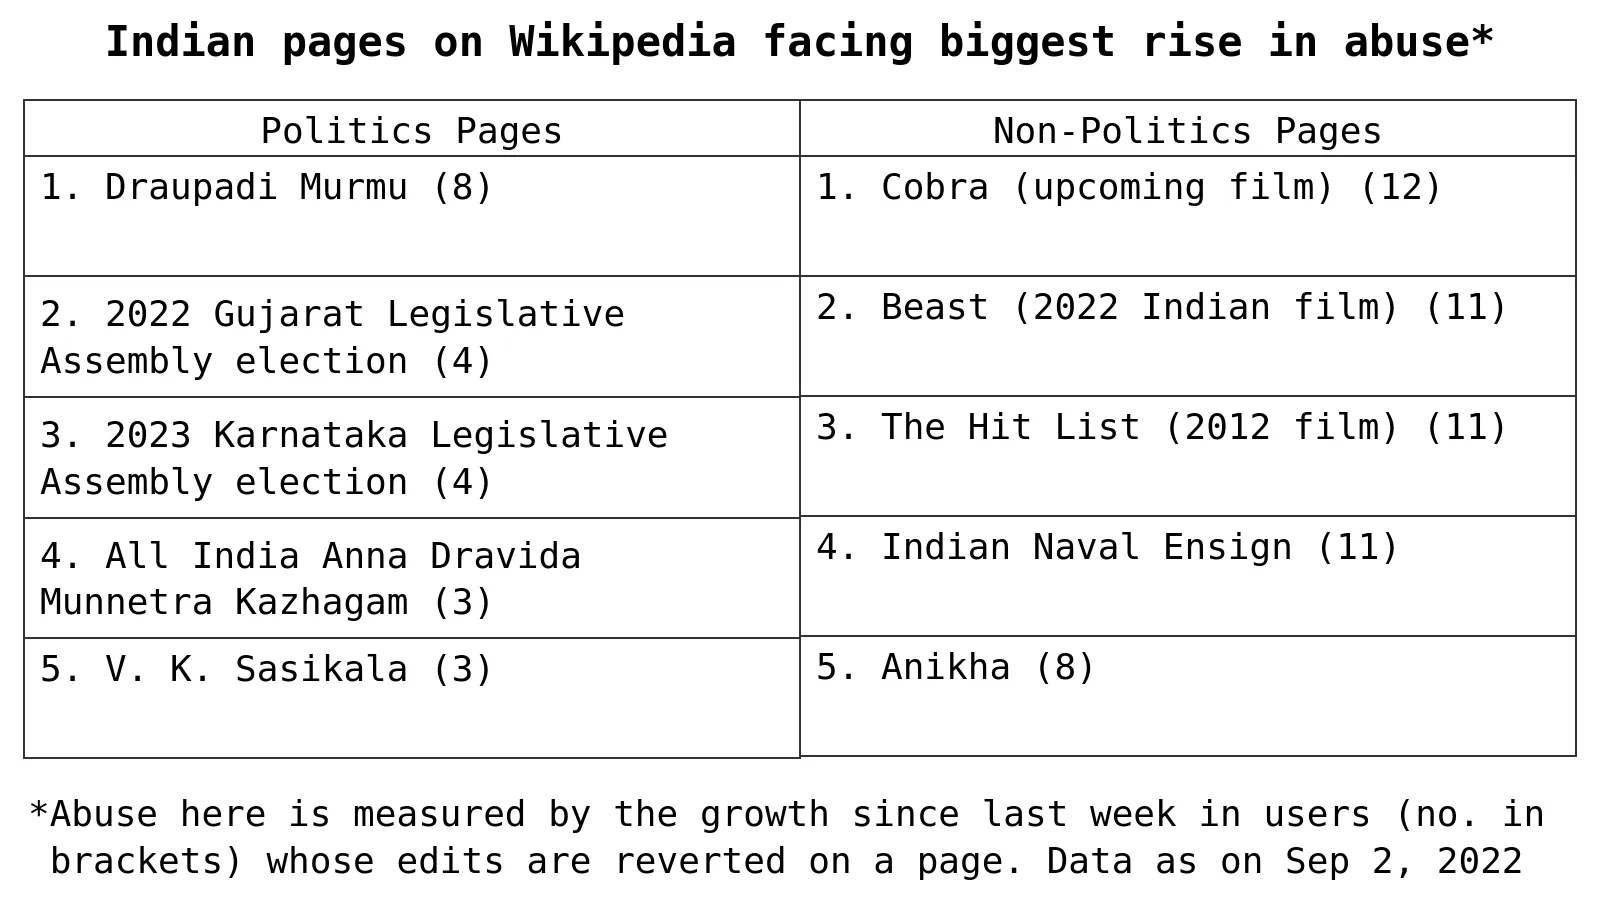 Indian pages on Wikipedia facing biggest rise in abuse*
Politics Pages
Non-Politics Pages
1. Draupadi Murmu (8)
1. Cobra (upcoming film) (12)
2. 2022 Gujarat Legislative
Assembly election (4)
2. Beast (2022 Indian film) (11)
3. 2023 Karnataka Legislative
Assembly election (4)
3. The Hit List (2012 film) (11)
4. All India Anna Dravida
Munnetra Kazhagam (3)
4. Indian Naval Ensign (11)
5. V. K. Sasikala (3)
5. Anikha (8)
*Abuse here is measured by the growth since last week in users (no. in
brackets) whose edits are reverted on a page. Data as on Sep 2, 2022